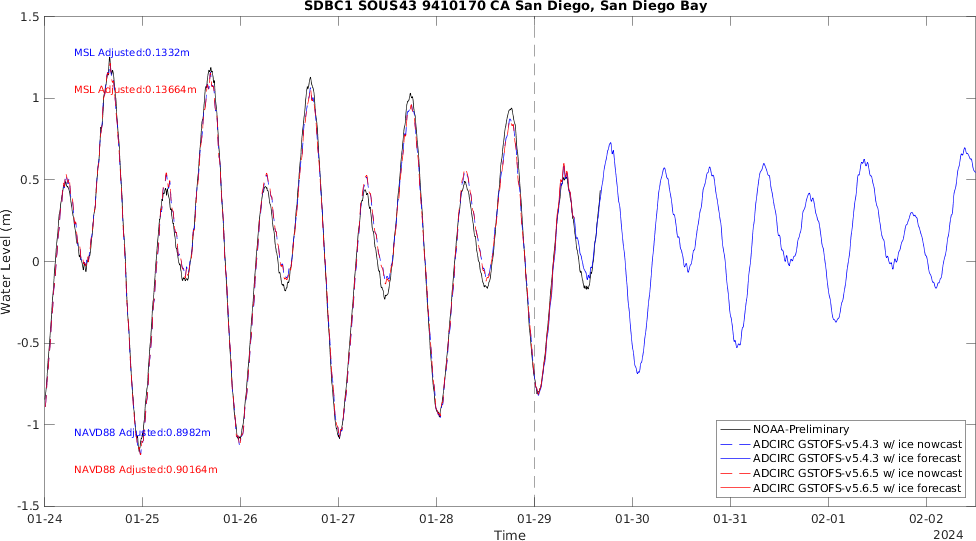 SDBC1 SOUS43 9410170 CA San Diego, San Diego Bay
1.5
1
0.5
0
-0.5
-1
-1.5
Water Level (m)
MSL Adjusted:0.1332m
MSL Adjusted:0.13664m
NAVD88 Adjusted:0.8982m
NAVD88 Adjusted:0.90164m
NOAA-Preliminary
ADCIRC GSTOFS-v5.4.3 w/ ice nowcast
ADCIRC GSTOFS-v5.4.3 w/ ice forecast
ADCIRC GSTOFS-v5.6.5 w/ ice nowcast
ADCIRC GSTOFS-v5.6.5 w/ ice forecast
01-24 01-25 01-26 01-27 01-28 01-29 01-30 01-31 02-01 02-02
Time
2024